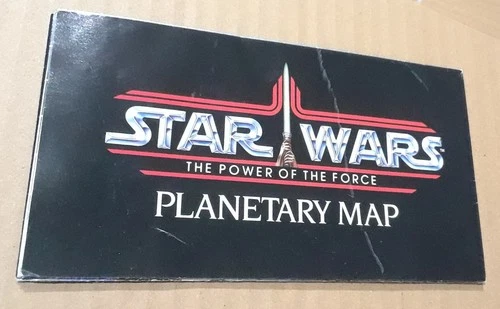 STAR WARS
THE POWER OF THE FORCE
PLANETARY MAP